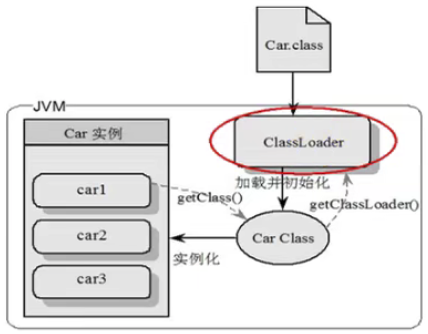 Car.class
JVM
Car 实例
ClassLoader
加载并初始化
car1
getClass()
getClassLoader()
car2
Car Class
实例化
car3